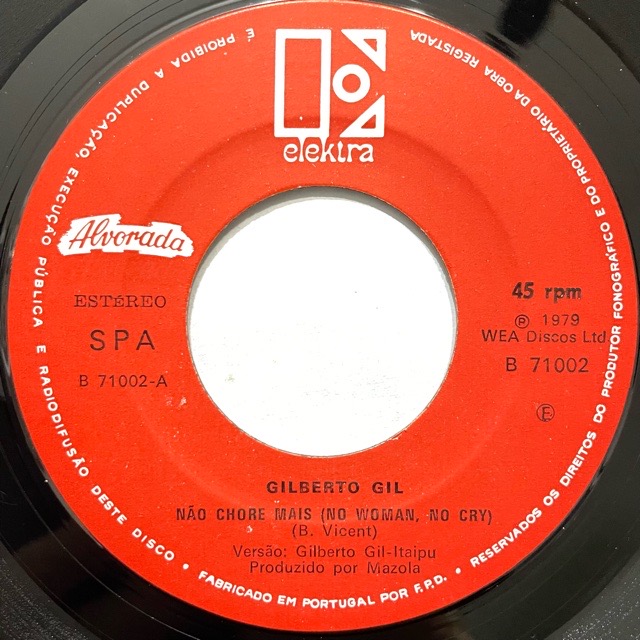 elektra
Alvorada
ESTÉREO
SPA
B 71002-A
45 rpm
℗ 1979
WEA Discos Ltd
B 71002
Ⓔ
GILBERTO GIL
NÃO CHORE MAIS (NO WOMAN, NO CRY)
(B. Vicent)
Versão: Gilberto Gil-Itaipu
Produzido por Mazola
É PROIBIDA A DUPLICAÇÃO, EXECUÇÃO PÚBLICA E RADIODIFUSÃO DESTE DISCO • FABRICADO EM PORTUGAL POR F.P.D. • RESERVADOS OS DIREITOS DO PRODUTOR FONOGRÁFICO E DO PROPRIETÁRIO DA OBRA REGISTADA